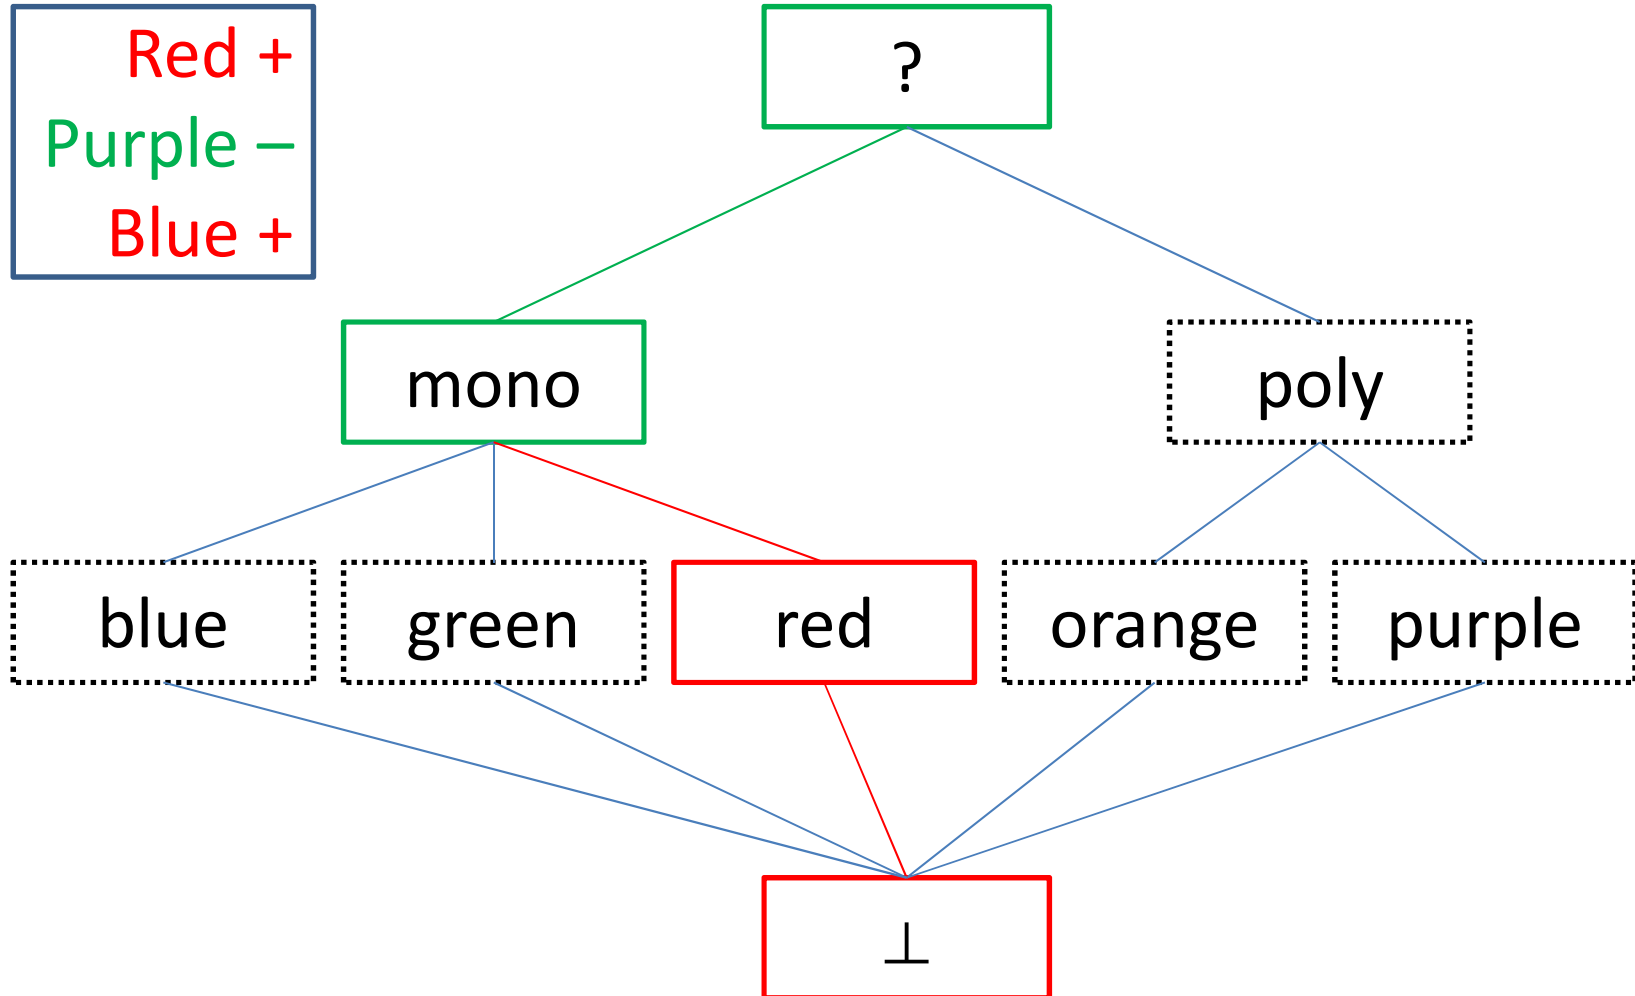 Red +
Purple –
Blue +
?
mono
poly
blue
green
red
orange
purple
⊥